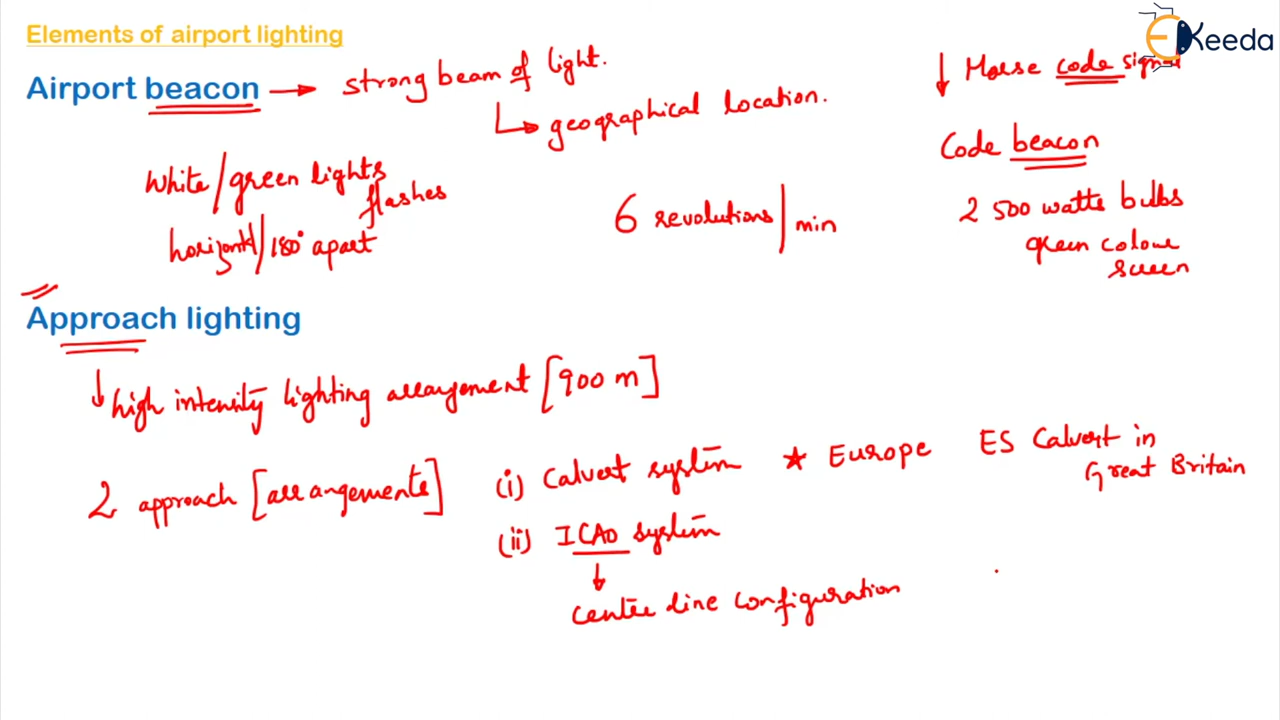 Elements of airport lighting
EKeeda
Airport beacon → strong beam of light.
↳ geographical location.
↓ Morse code signal
Code beacon
2 500 watts bulbs
green colour
screen
White/green lights
flashes
horizontal/180° apart
6 revolutions/min
Approach lighting
↓ high intensity lighting arrangement [900 m]
2 approach [arrangements]
(i) Calvert system ★ Europe
ES Calvert in
Great Britain
(ii) ICAO system
↓
Centre line configuration